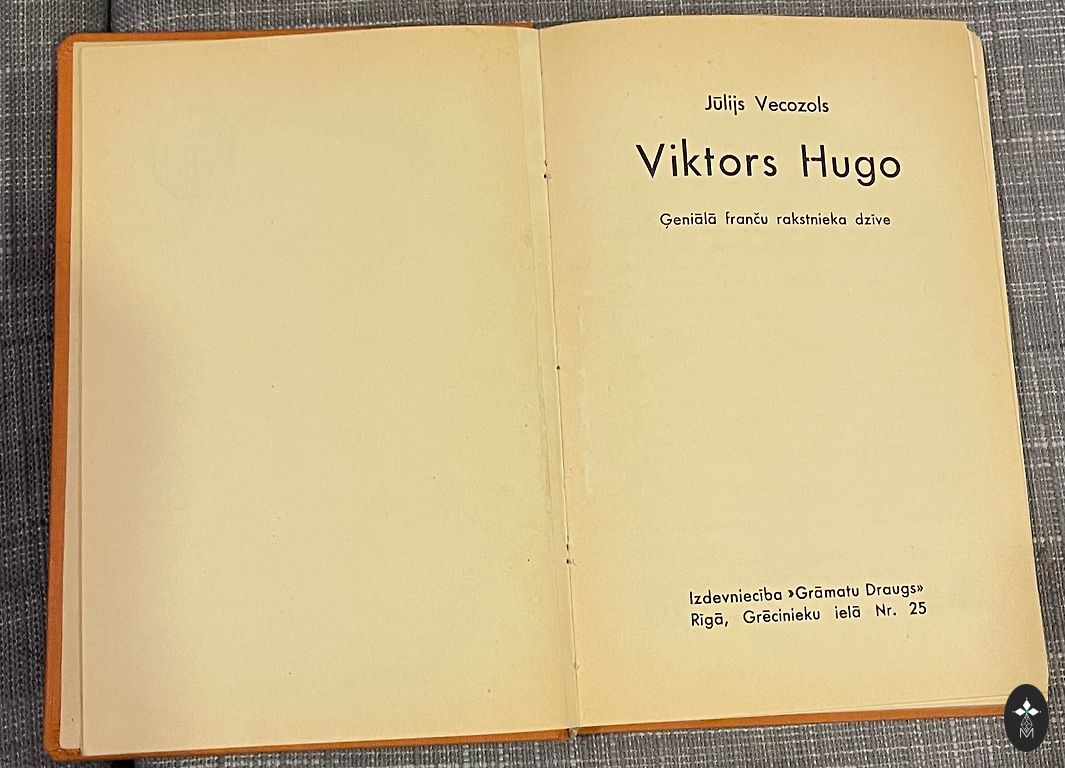 Jūlijs Vecozols
Viktors Hugo
Ģeniālā franču rakstnieka dzīve
Izdevniecība »Grāmatu Draugs»
Rīgā, Grēcinieku ielā Nr. 25
M